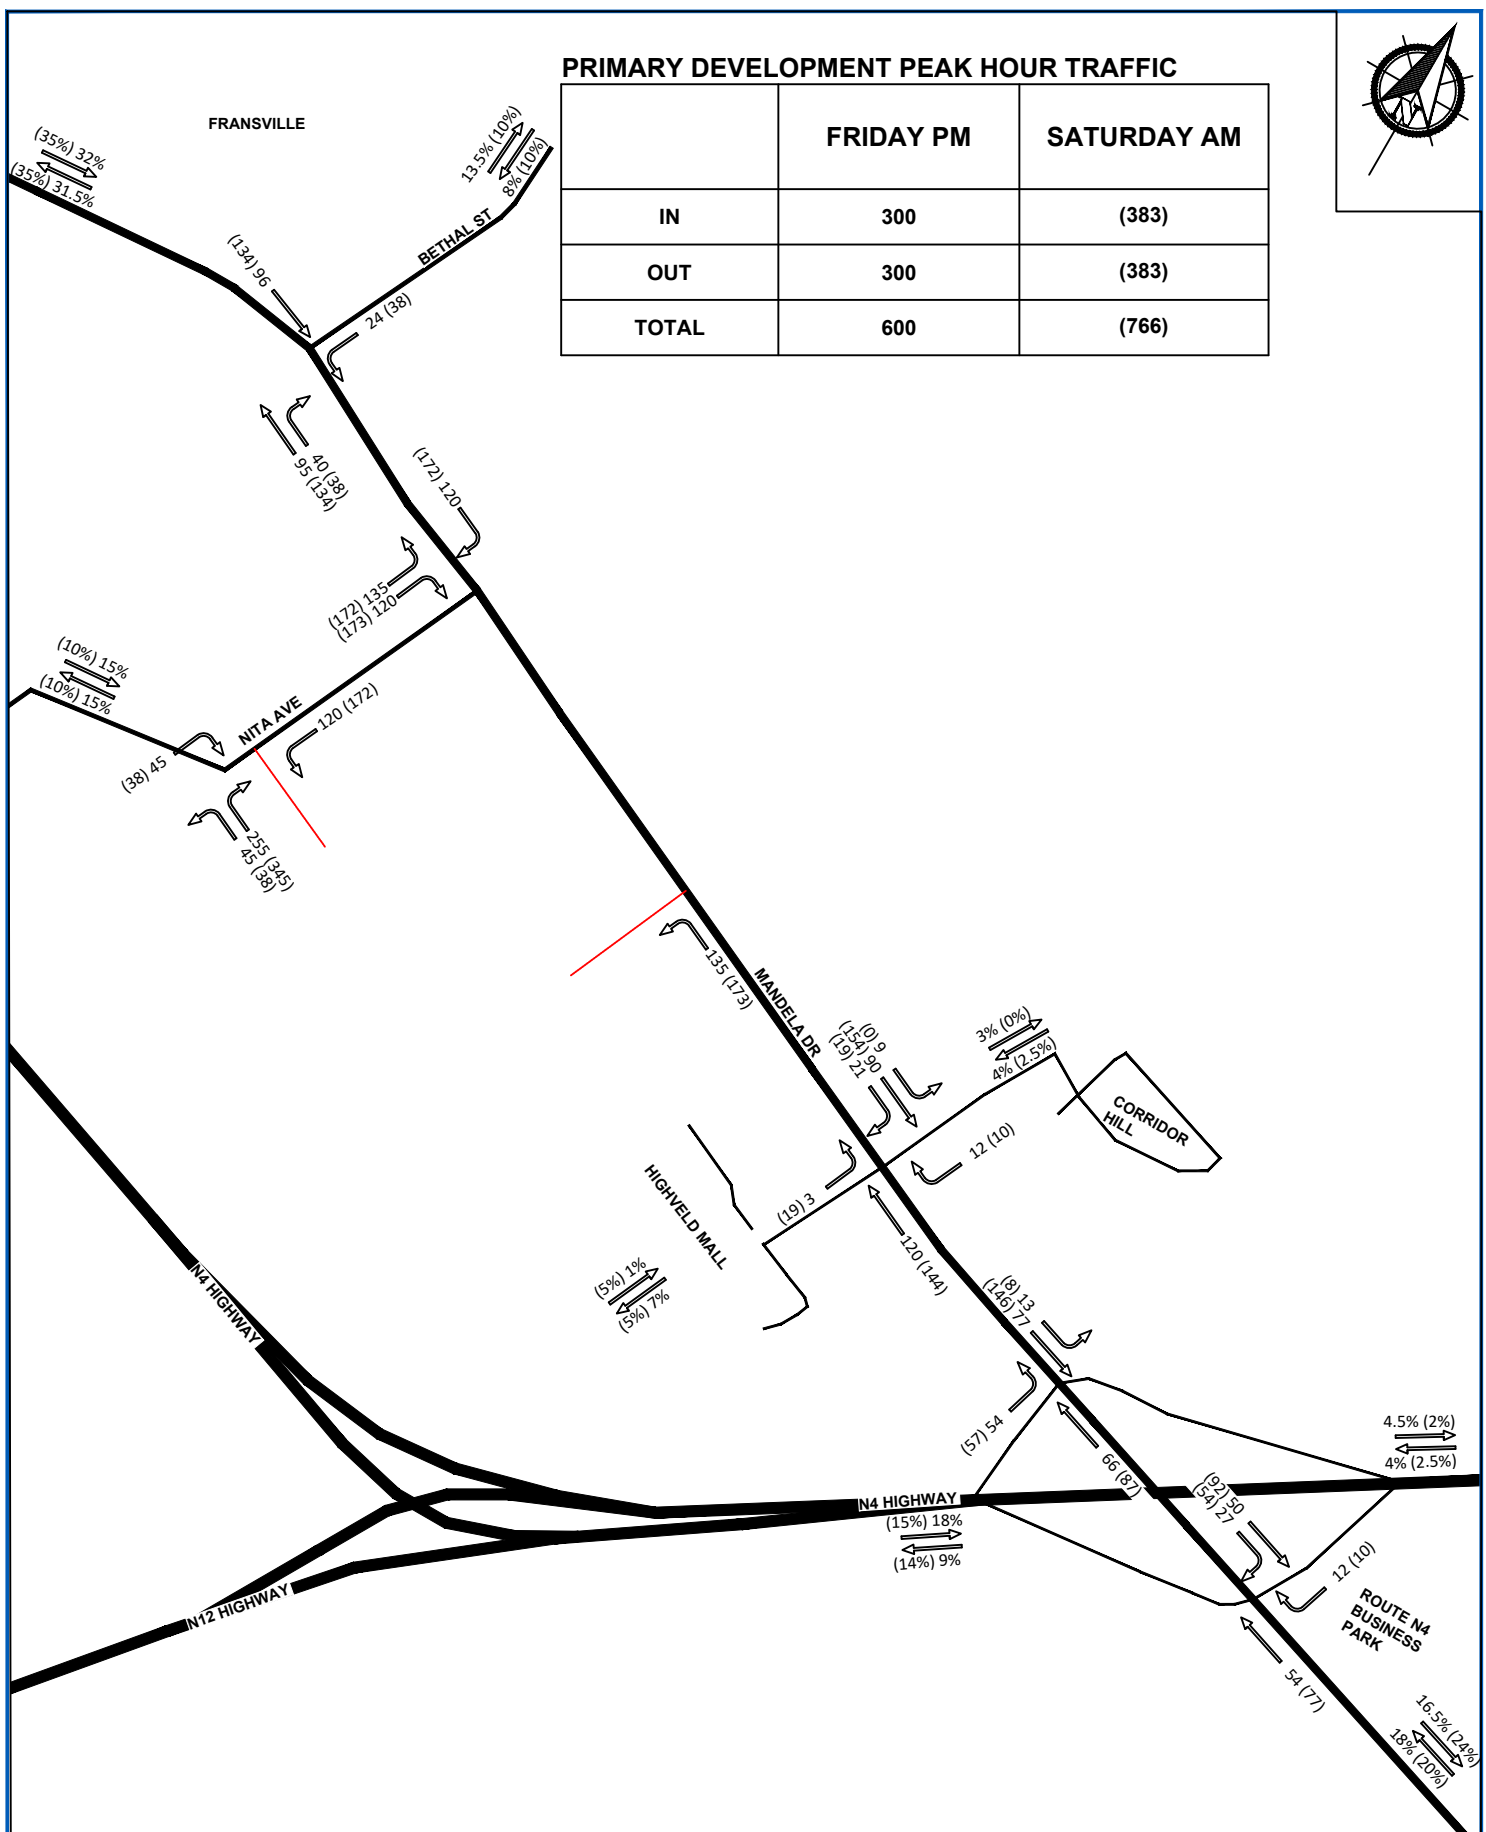 PRIMARY DEVELOPMENT PEAK HOUR TRAFFIC
FRIDAY PM
SATURDAY AM
IN
300
(383)
OUT
300
(383)
TOTAL
600
(766)
N
FRANSVILLE
(35%) 32%
(35%) 31.5%
13.5% (10%)
8% (10%)
BETHAL ST
(134) 96
24 (38)
40 (38)
95 (134)
(172) 120
(172) 135
(173) 120
(10%) 15%
(10%) 15%
NITA AVE
120 (172)
(38) 45
255 (345)
45 (38)
135 (173)
MANDELA DR
(0) 9
(154) 90
(19) 21
3% (0%)
4% (2.5%)
CORRIDOR
HILL
12 (10)
(19) 3
HIGHVELD MALL
120 (144)
(5%) 1%
(5%) 7%
(8) 13
(146) 77
N4 HIGHWAY
(57) 54
66 (87)
4.5% (2%)
4% (2.5%)
N4 HIGHWAY
(15%) 18%
(14%) 9%
(92) 50
(54) 27
12 (10)
N12 HIGHWAY
ROUTE N4
BUSINESS
PARK
54 (77)
16.5% (24%)
18% (20%)